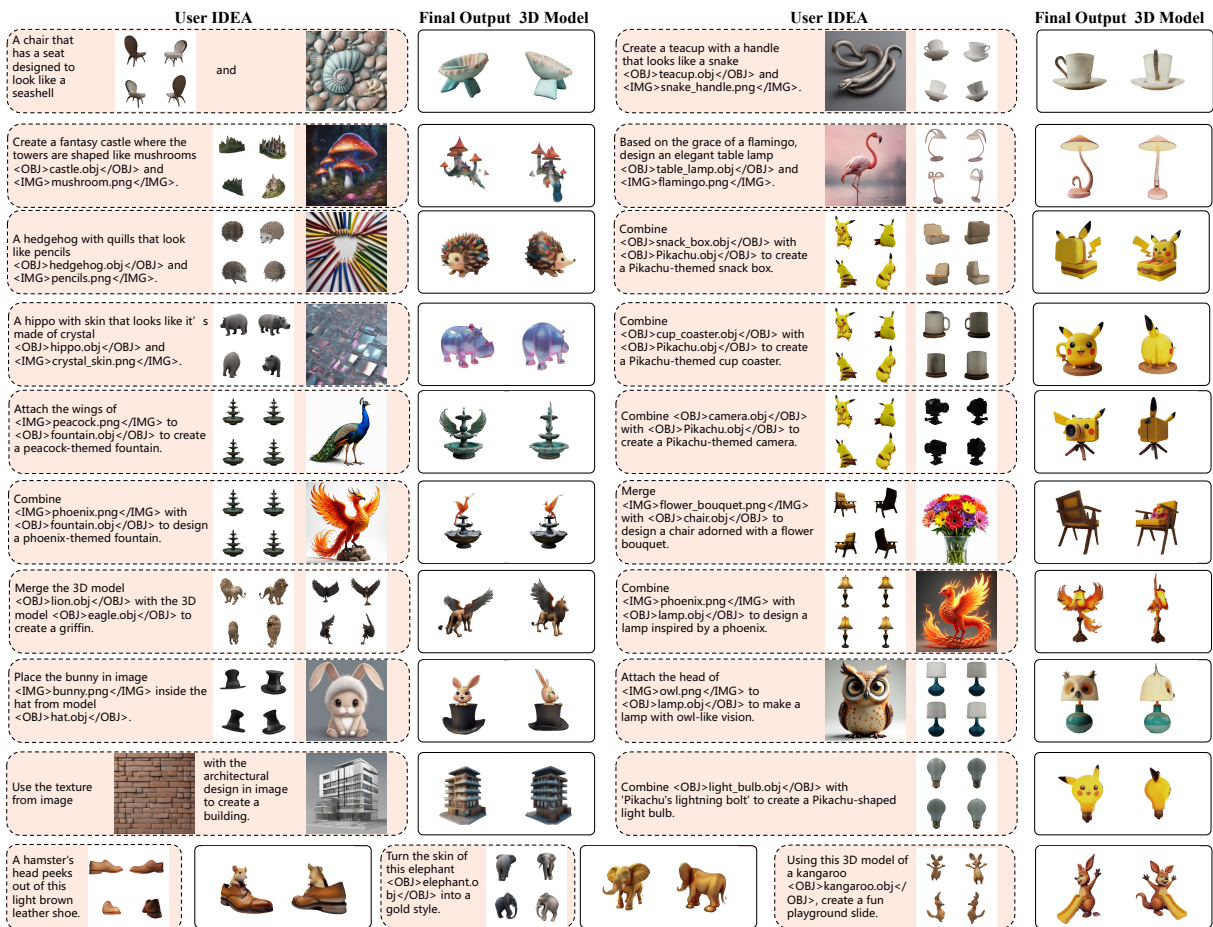 User IDEA
Final Output  3D Model
User IDEA
Final Output  3D Model
A chair that
has a seat
designed to
look like a
seashell
and
Create a teacup with a handle
that looks like a snake
<OBJ>teacup.obj</OBJ> and
<IMG>snake_handle.png</IMG>.
Create a fantasy castle where the
towers are shaped like mushrooms
<OBJ>castle.obj</OBJ> and
<IMG>mushroom.png</IMG>.
Based on the grace of a flamingo,
design an elegant table lamp
<OBJ>table_lamp.obj</OBJ> and
<IMG>flamingo.png</IMG>.
A hedgehog with quills that look
like pencils
<OBJ>hedgehog.obj</OBJ> and
<IMG>pencils.png</IMG>.
Combine
<OBJ>snack_box.obj</OBJ> with
<OBJ>Pikachu.obj</OBJ> to create
a Pikachu-themed snack box.
A hippo with skin that looks like it’s
made of crystal
<OBJ>hippo.obj</OBJ> and
<IMG>crystal_skin.png</IMG>.
Combine
<OBJ>cup_coaster.obj</OBJ> with
<OBJ>Pikachu.obj</OBJ> to create
a Pikachu-themed cup coaster.
Attach the wings of
<IMG>peacock.png</IMG> to
<OBJ>fountain.obj</OBJ> to create
a peacock-themed fountain.
Combine <OBJ>camera.obj</OBJ>
with <OBJ>Pikachu.obj</OBJ> to
create a Pikachu-themed camera.
Combine
<IMG>phoenix.png</IMG> with
<OBJ>fountain.obj</OBJ> to design
a phoenix-themed fountain.
Merge
<IMG>flower_bouquet.png</IMG>
with <OBJ>chair.obj</OBJ> to
design a chair adorned with a flower
bouquet.
Merge the 3D model
<OBJ>lion.obj</OBJ> with the 3D
model <OBJ>eagle.obj</OBJ> to
create a griffin.
Combine
<IMG>phoenix.png</IMG> with
<OBJ>lamp.obj</OBJ> to design a
lamp inspired by a phoenix.
Place the bunny in image
<IMG>bunny.png</IMG> inside the
hat from model
<OBJ>hat.obj</OBJ>.
Attach the head of
<IMG>owl.png</IMG> to
<OBJ>lamp.obj</OBJ> to make a
lamp with owl-like vision.
Use the texture
from image
with the
architectural
design in image
to create a
building.
Combine <OBJ>light_bulb.obj</OBJ> with
'Pikachu's lightning bolt' to create a Pikachu-shaped
light bulb.
A hamster's
head peeks
out of this
light brown
leather shoe.
Turn the skin of
this elephant
<OBJ>elephant.o
bj</OBJ> into a
gold style.
Using this 3D model of
a kangaroo
<OBJ>kangaroo.obj</
OBJ>, create a fun
playground slide.